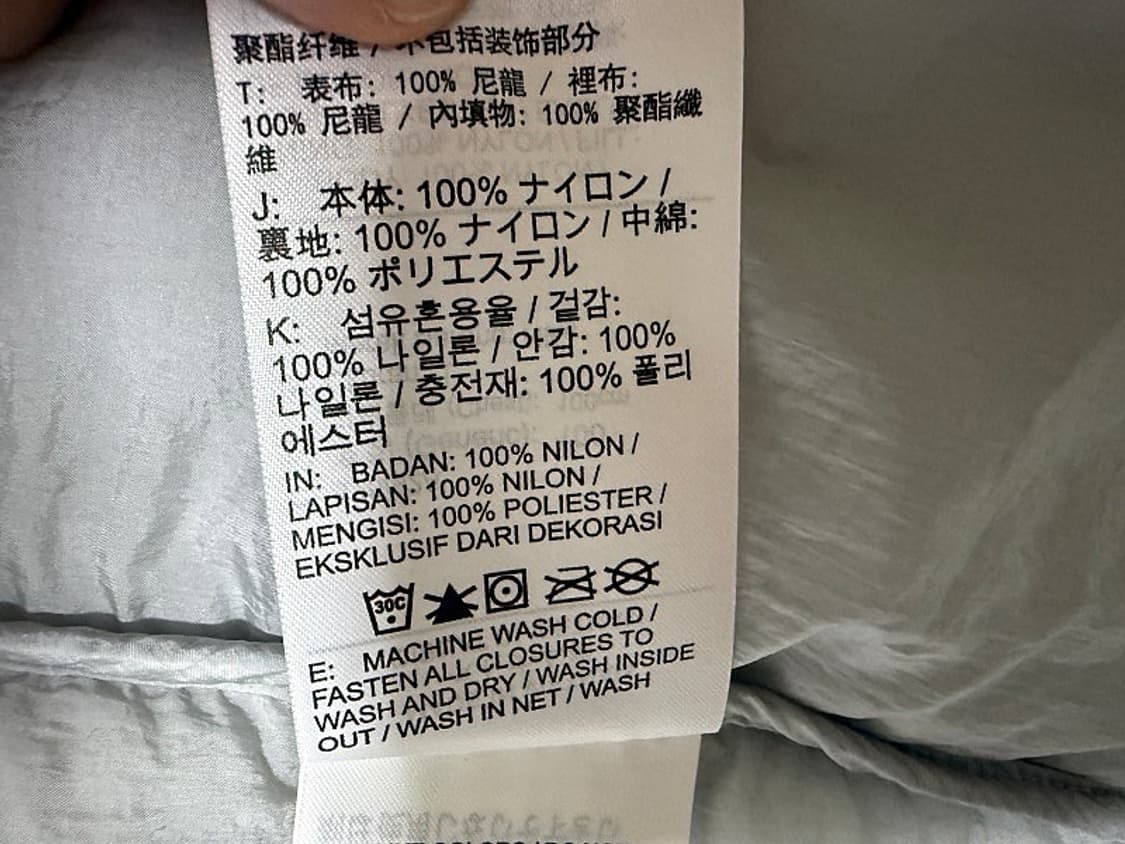 聚酯纤维 / 不包括装饰部分
T: 表布: 100% 尼龍 / 裡布:
100% 尼龍 / 內填物: 100% 聚酯纖
維
J: 本体: 100% ナイロン /
裏地: 100% ナイロン / 中綿:
100% ポリエステル
K: 섬유혼용율 / 겉감:
100% 나일론 / 안감: 100%
나일론 / 충전재: 100% 폴리
에스터
IN: BADAN: 100% NILON /
LAPISAN: 100% NILON /
MENGISI: 100% POLIESTER /
EKSKLUSIF DARI DEKORASI
30C
E: MACHINE WASH COLD /
FASTEN ALL CLOSURES TO
WASH AND DRY / WASH INSIDE
OUT / WASH IN NET / WASH